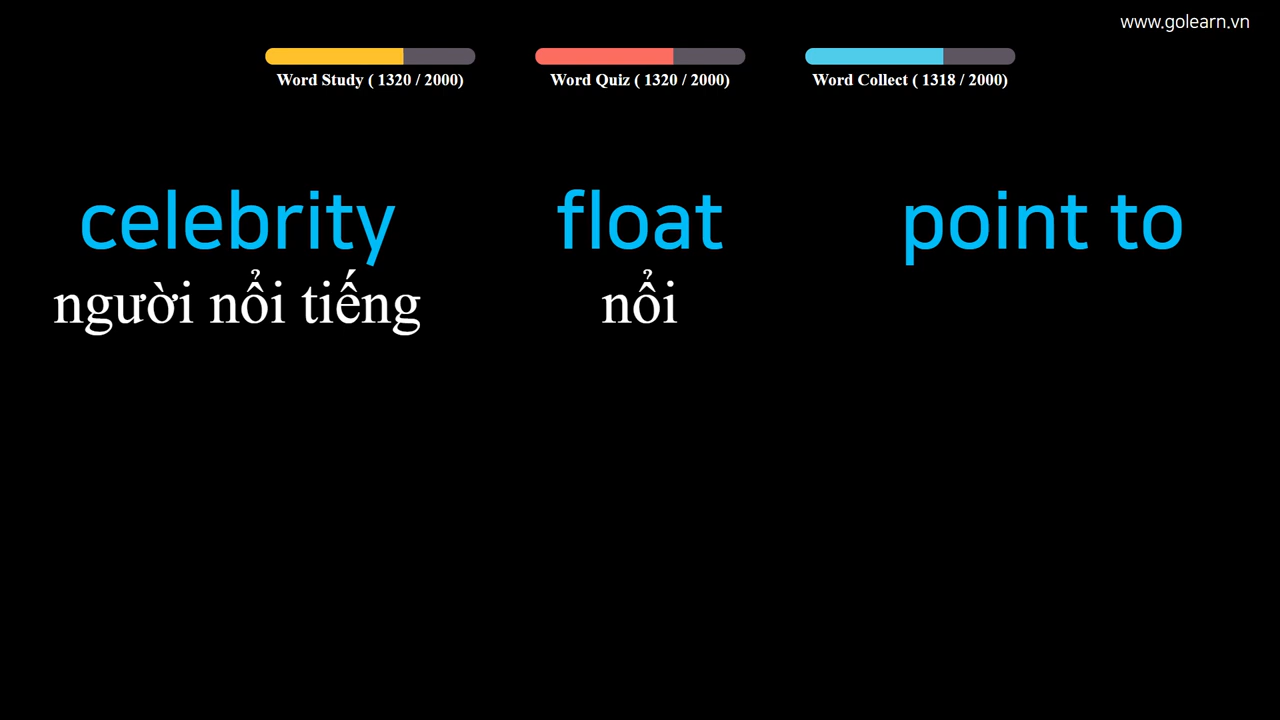 www.golearn.vn
Word Study ( 1320 / 2000)
Word Quiz ( 1320 / 2000)
Word Collect ( 1318 / 2000)
celebrity
người nổi tiếng
float
nổi
point to